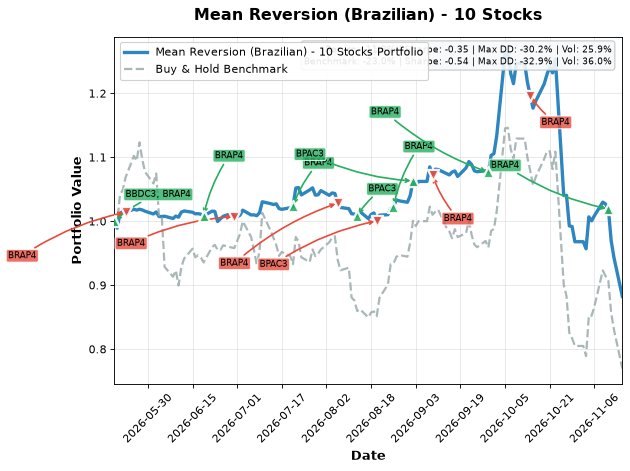 Mean Reversion (Brazilian) - 10 Stocks
Mean Reversion (Brazilian) - 10 Stocks Portfolio
Buy & Hold Benchmark
-0.35 | Max DD: -30.2% | Vol: 25.9%
Benchmark: -23.0% | Sharpe: -0.54 | Max DD: -32.9% | Vol: 36.0%
BRAP4
BRAP4
BRAP4
BPAC3
BRAP4
BRAP4
BRAP4
BBDC3
BRAP4
BPAC3
BRAP4
BRAP4
BRAP4
BRAP4
BPAC3
Portfolio Value
1.2
1.1
1.0
0.9
0.8
2026-05-30
2026-06-15
2026-07-01
2026-07-17
2026-08-02
2026-08-18
2026-09-03
2026-09-19
2026-10-05
2026-10-21
2026-11-06
Date